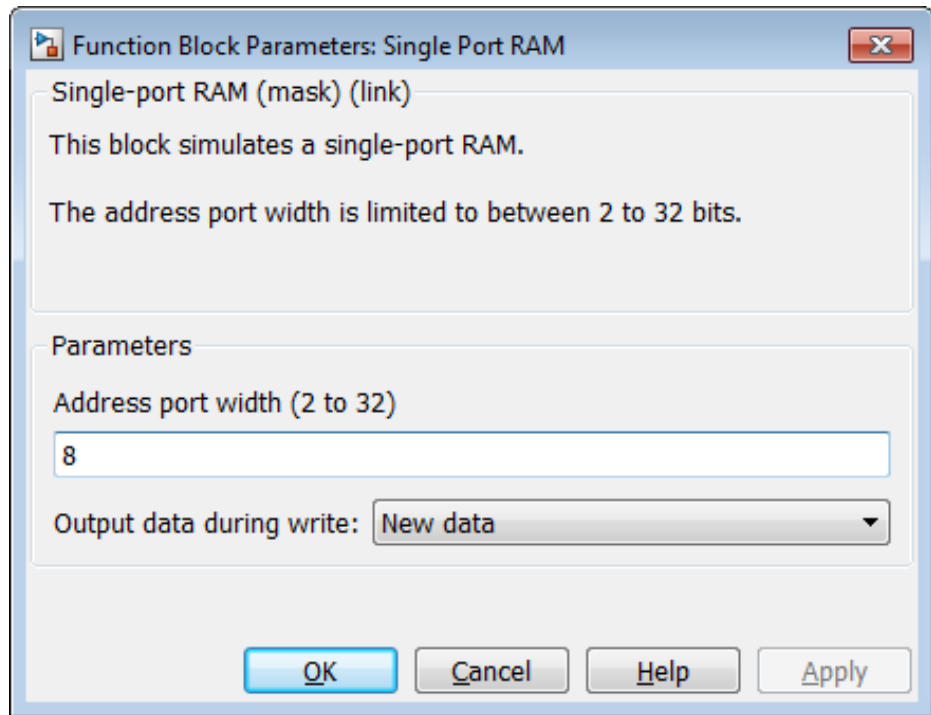 Function Block Parameters: Single Port RAM
Single-port RAM (mask) (link)
This block simulates a single-port RAM.
The address port width is limited to between 2 to 32 bits.
Parameters
Address port width (2 to 32)
8
Output data during write: New data
OK Cancel Help Apply